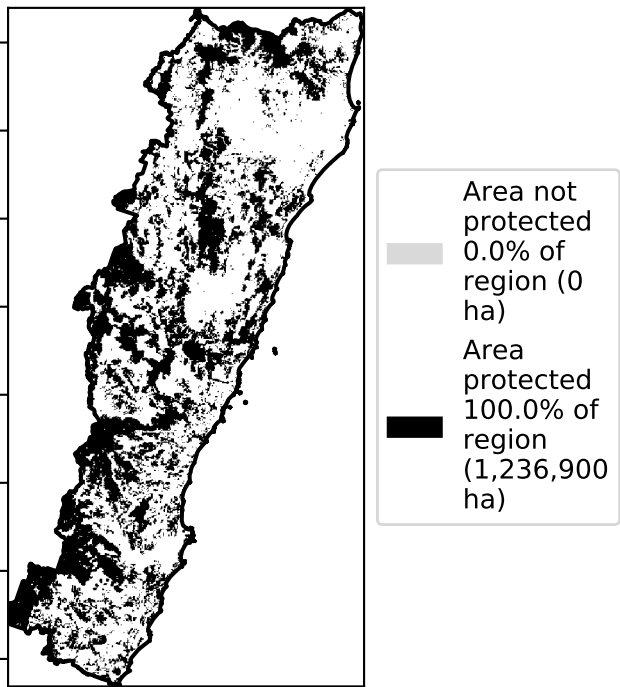 Area not
protected
0.0% of
region (0
ha)
Area
protected
100.0% of
region
(1,236,900
ha)